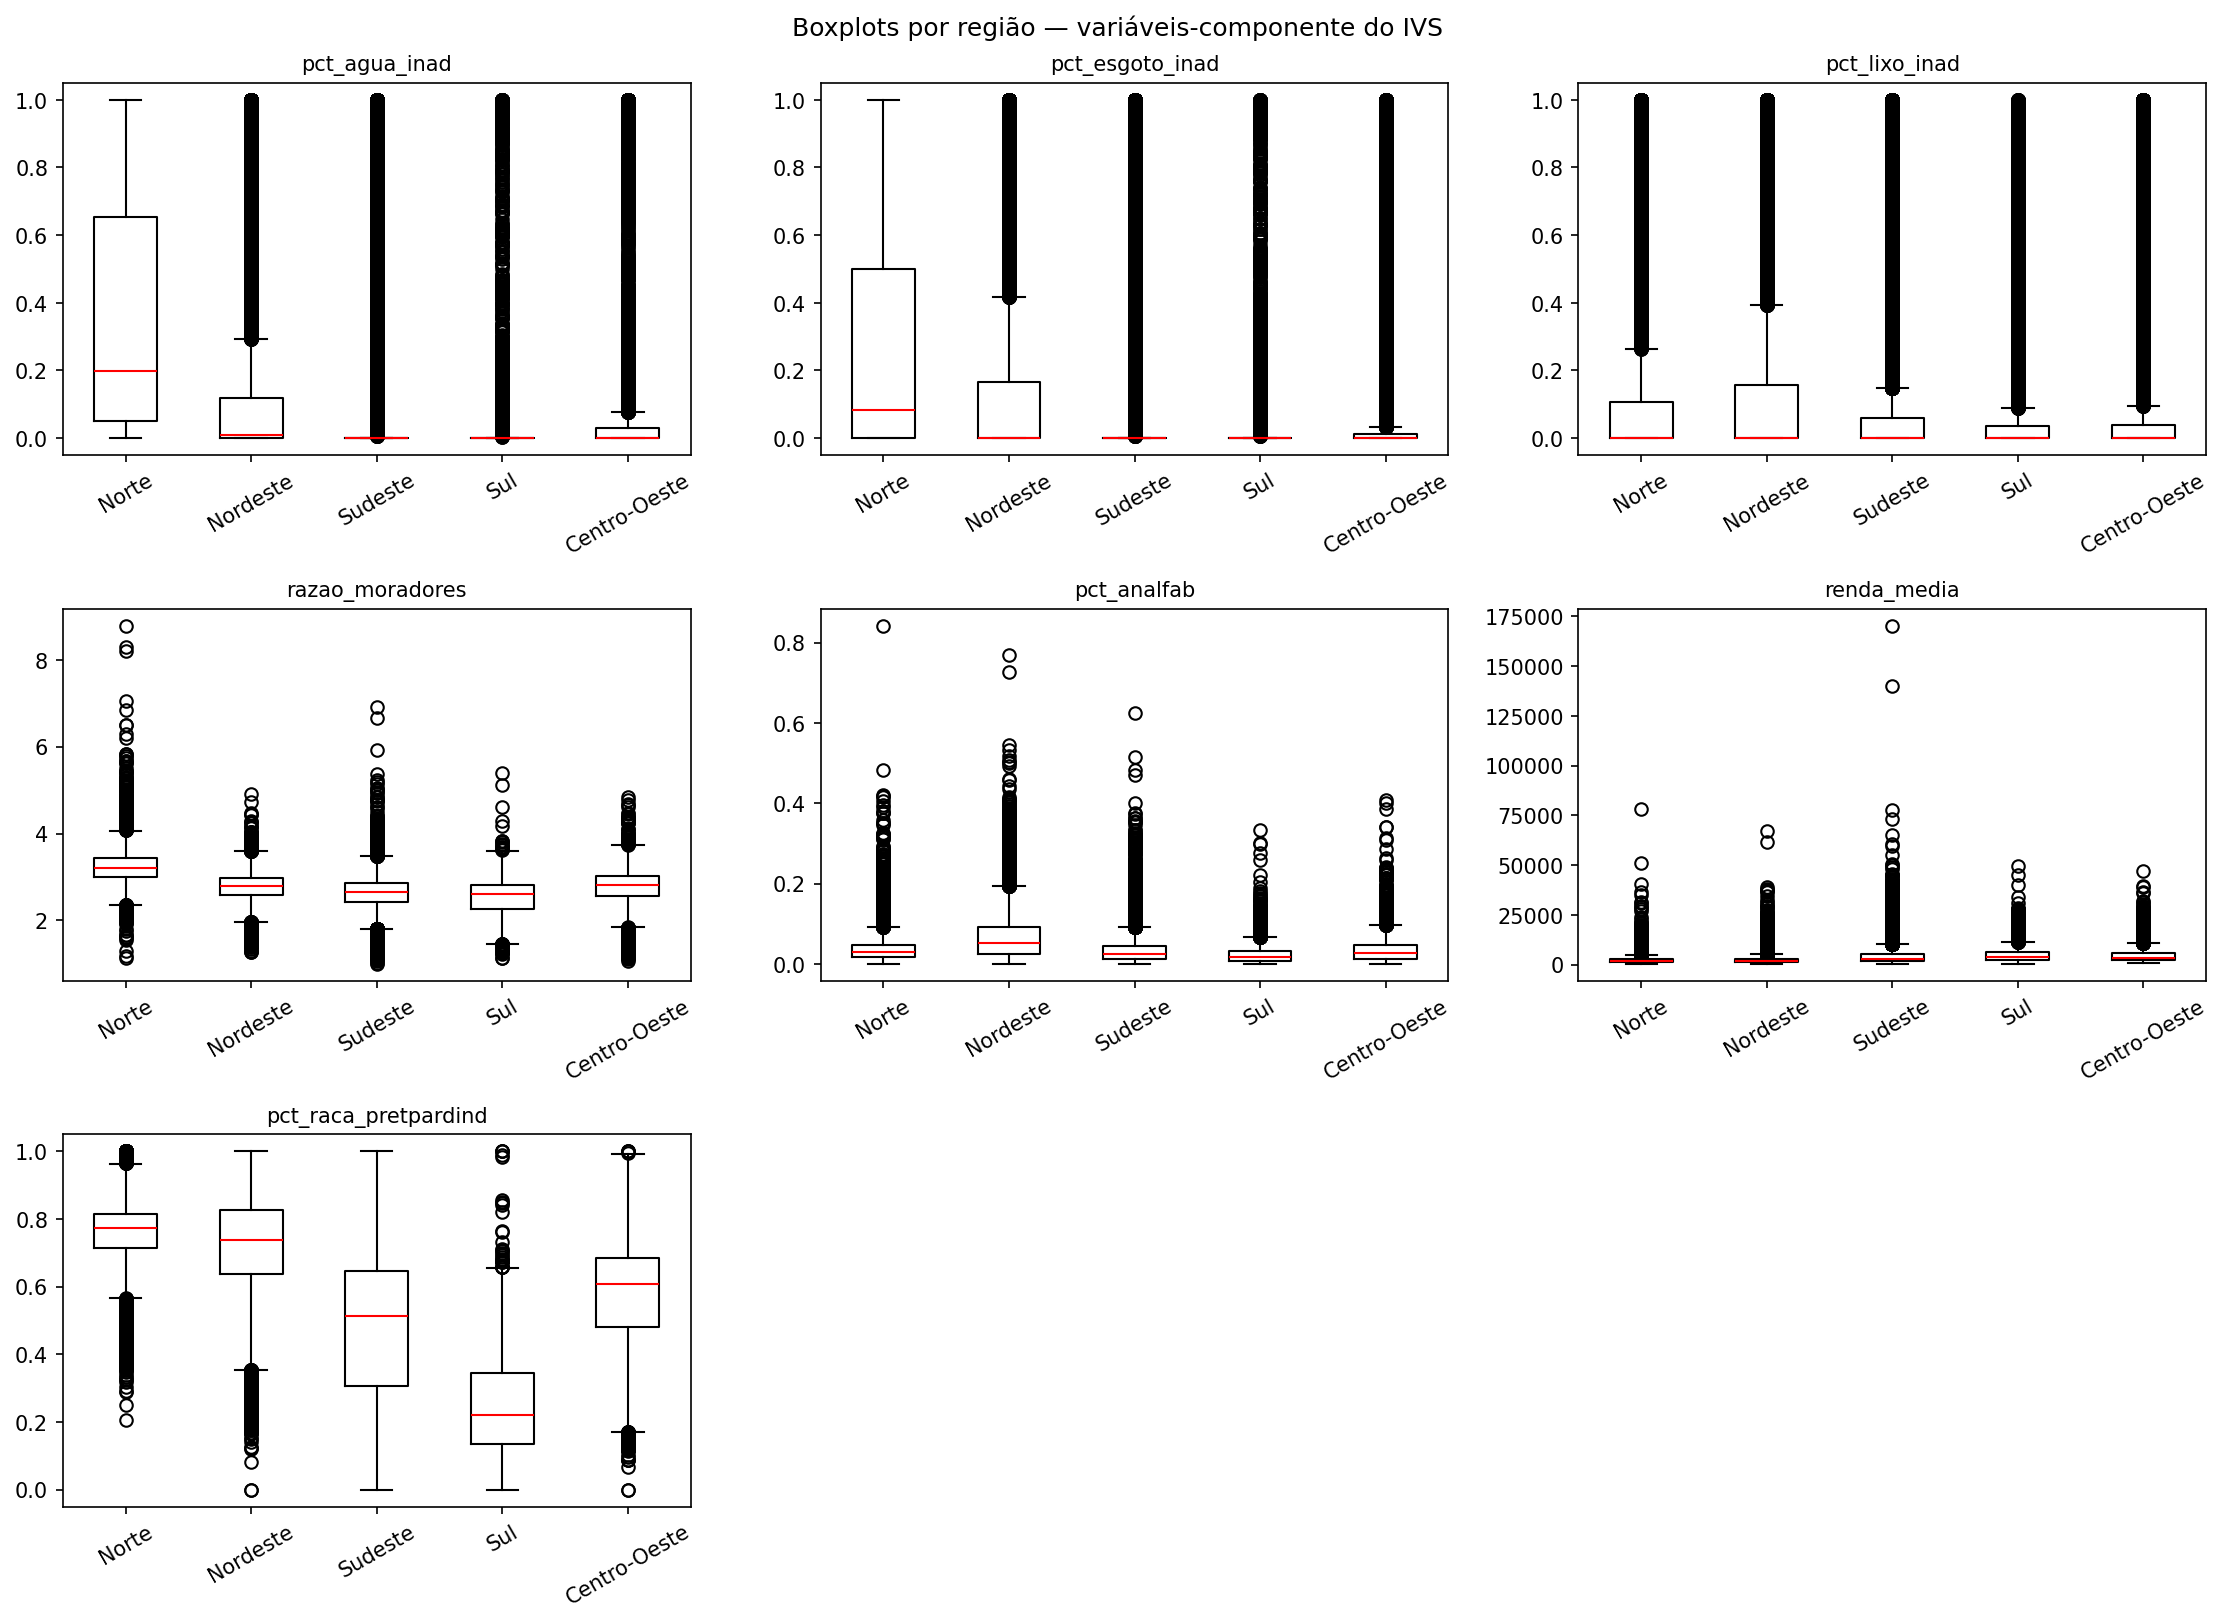 Boxplots por região — variáveis-componente do IVS
pct_agua_inad
1.0
0.8
0.6
0.4
0.2
0.0
Norte
Nordeste
Sudeste
Sul
Centro-Oeste
pct_esgoto_inad
1.0
0.8
0.6
0.4
0.2
0.0
Norte
Nordeste
Sudeste
Sul
Centro-Oeste
pct_lixo_inad
1.0
0.8
0.6
0.4
0.2
0.0
Norte
Nordeste
Sudeste
Sul
Centro-Oeste
razao_moradores
8
6
4
2
Norte
Nordeste
Sudeste
Sul
Centro-Oeste
pct_analfab
0.8
0.6
0.4
0.2
0.0
Norte
Nordeste
Sudeste
Sul
Centro-Oeste
renda_media
175000
150000
125000
100000
75000
50000
25000
0
Norte
Nordeste
Sudeste
Sul
Centro-Oeste
pct_raca_pretpardind
1.0
0.8
0.6
0.4
0.2
0.0
Norte
Nordeste
Sudeste
Sul
Centro-Oeste